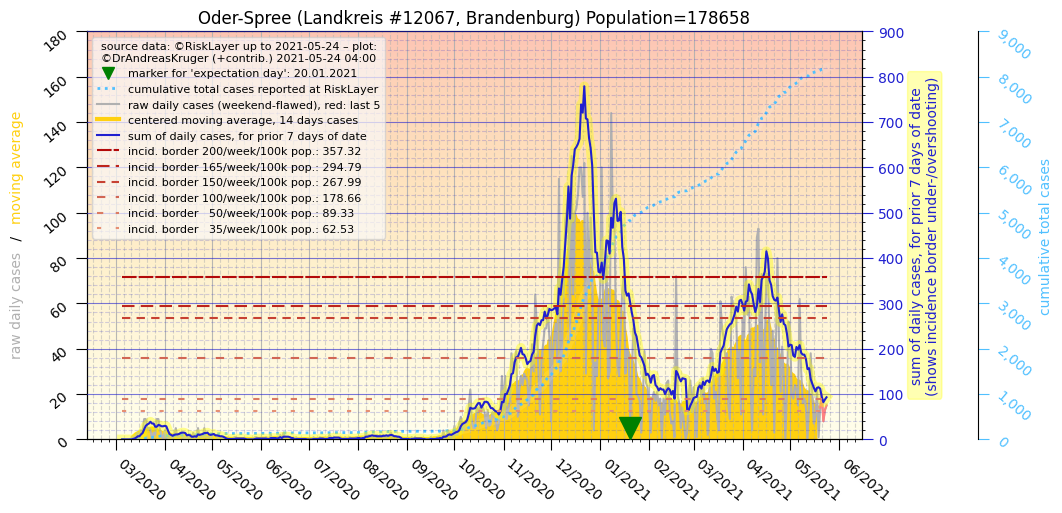 Oder-Spree (Landkreis #12067, Brandenburg) Population=178658
source data: ©RiskLayer up to 2021-05-24 – plot:
©DrAndreasKruger (+contrib.) 2021-05-24 04:00
marker for 'expectation day': 20.01.2021
cumulative total cases reported at RiskLayer
raw daily cases (weekend-flawed), red: last 5
centered moving average, 14 days cases
sum of daily cases, for prior 7 days of date
incid. border 200/week/100k pop.: 357.32
incid. border 165/week/100k pop.: 294.79
incid. border 150/week/100k pop.: 267.99
incid. border 100/week/100k pop.: 178.66
incid. border   50/week/100k pop.: 89.33
incid. border   35/week/100k pop.: 62.53
raw daily cases / moving average
180
160
140
120
100
80
60
40
20
0
03/2020
04/2020
05/2020
06/2020
07/2020
08/2020
09/2020
10/2020
11/2020
12/2020
01/2021
02/2021
03/2021
04/2021
05/2021
06/2021
900
800
700
600
500
400
300
200
100
0
sum of daily cases, for prior 7 days of date
(shows incidence border under-/overshooting)
9,000
8,000
7,000
6,000
5,000
4,000
3,000
2,000
1,000
0
cumulative total cases